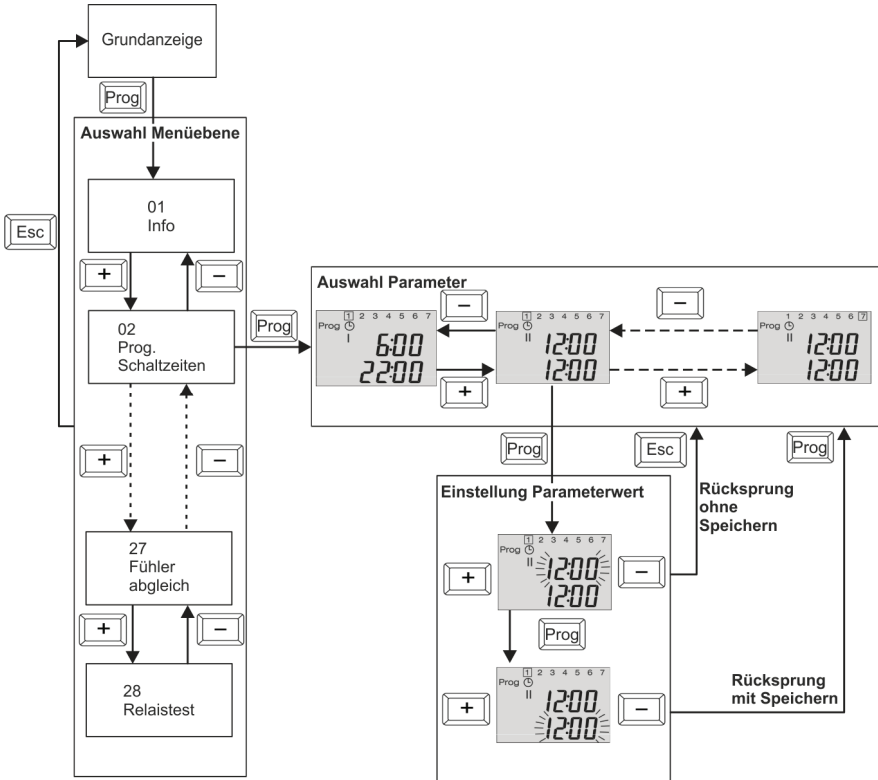 Grundanzeige
Prog
Auswahl Menüebene
01
Info
Esc
+
−
02
Prog.
Schaltzeiten
Prog
+
−
27
Fühler
abgleich
+
−
28
Relaistest
Auswahl Parameter
−
−
1 2 3 4 5 6 7
Prog
I
6:00
22:00
1 2 3 4 5 6 7
Prog
II
12:00
12:00
1 2 3 4 5 6 7
Prog
II
12:00
12:00
+
+
Prog
Esc
Prog
Einstellung Parameterwert
Rücksprung
ohne
Speichern
1 2 3 4 5 6 7
Prog
II
12:00
12:00
+
−
Prog
1 2 3 4 5 6 7
Prog
II
12:00
12:00
+
−
Rücksprung
mit Speichern